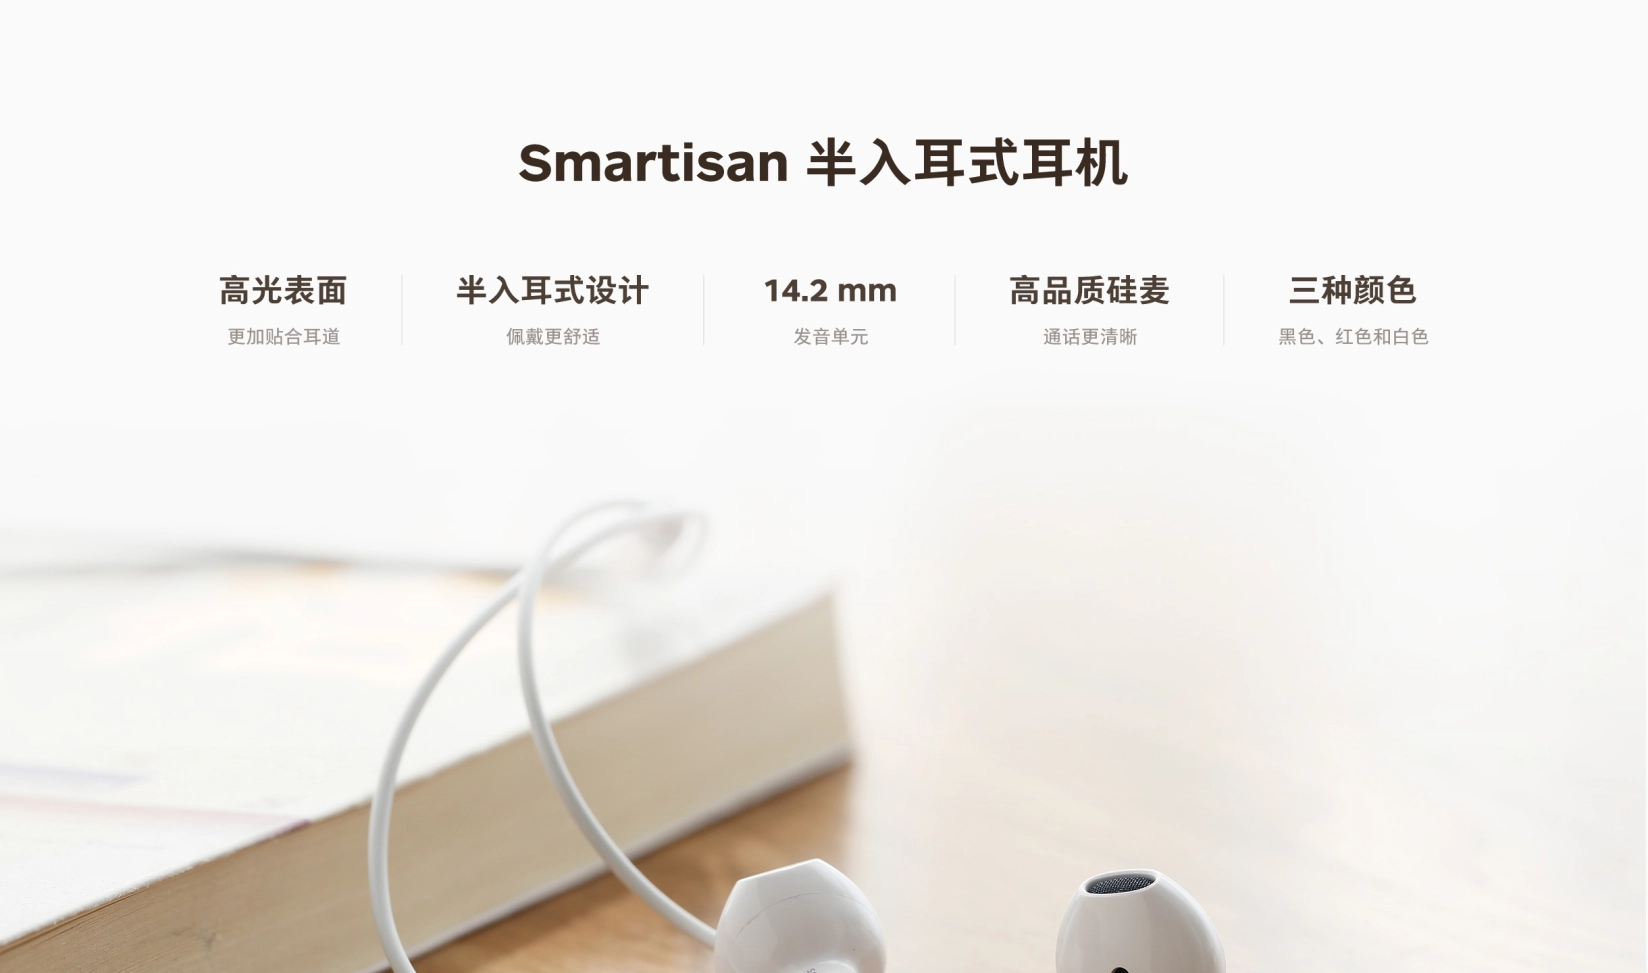 Smartisan 半入耳式耳机
高光表面
更加贴合耳道
半入耳式设计
佩戴更舒适
14.2 mm
发音单元
高品质硅麦
通话更清晰
三种颜色
黑色、红色和白色